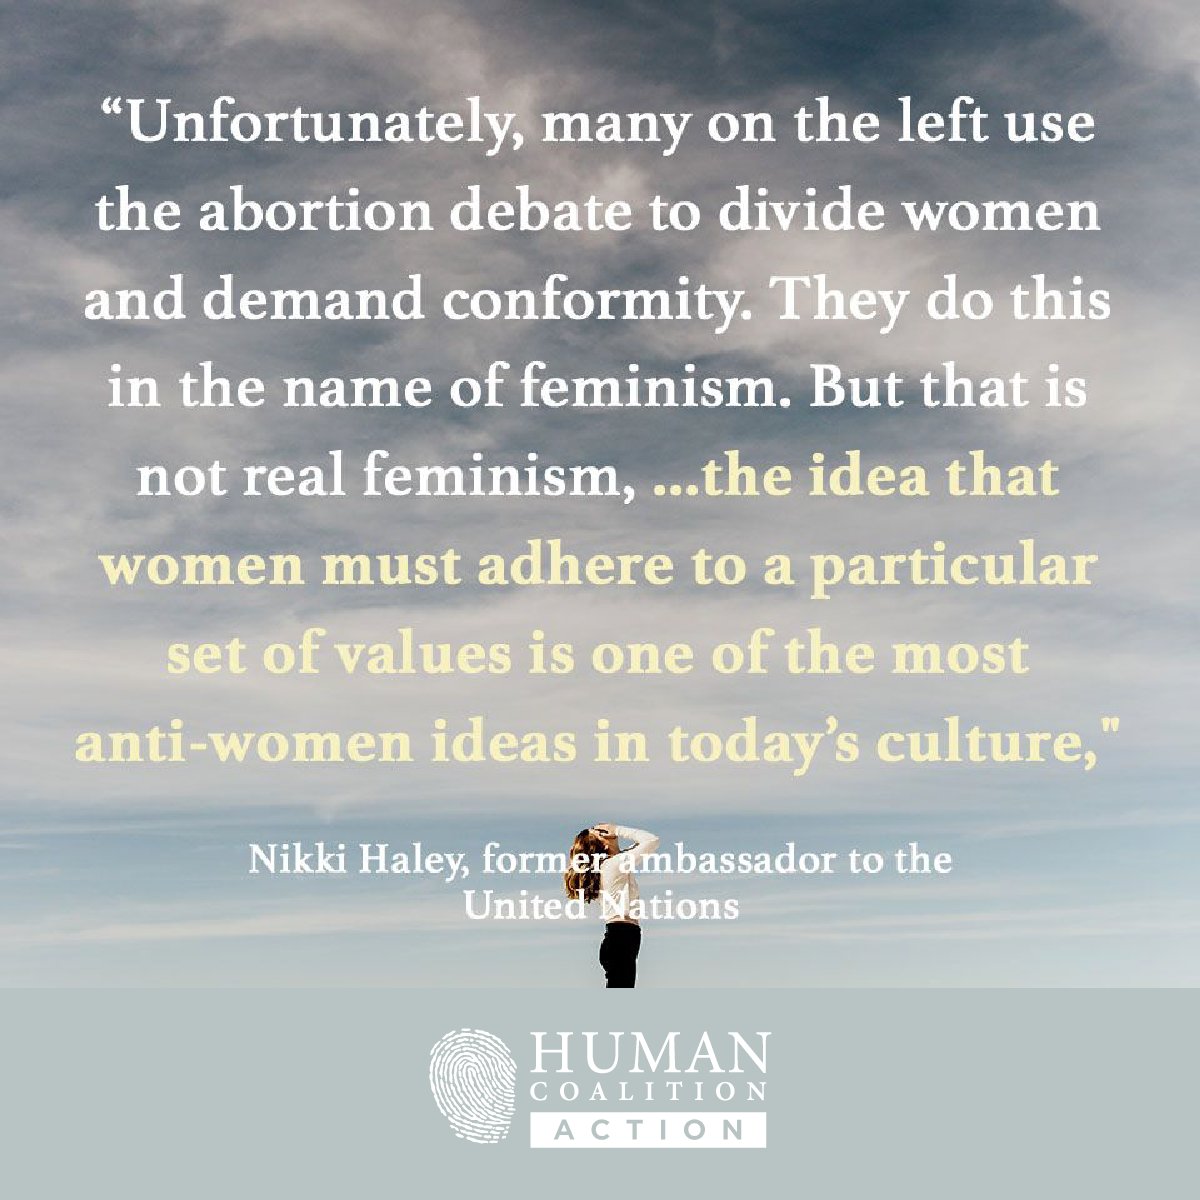 “Unfortunately, many on the left use
the abortion debate to divide women
and demand conformity. They do this
in the name of feminism. But that is
not real feminism, ...the idea that
women must adhere to a particular
set of values is one of the most
anti-women ideas in today’s culture,"
Nikki Haley, former ambassador to the
United Nations
HUMAN
COALITION
ACTION